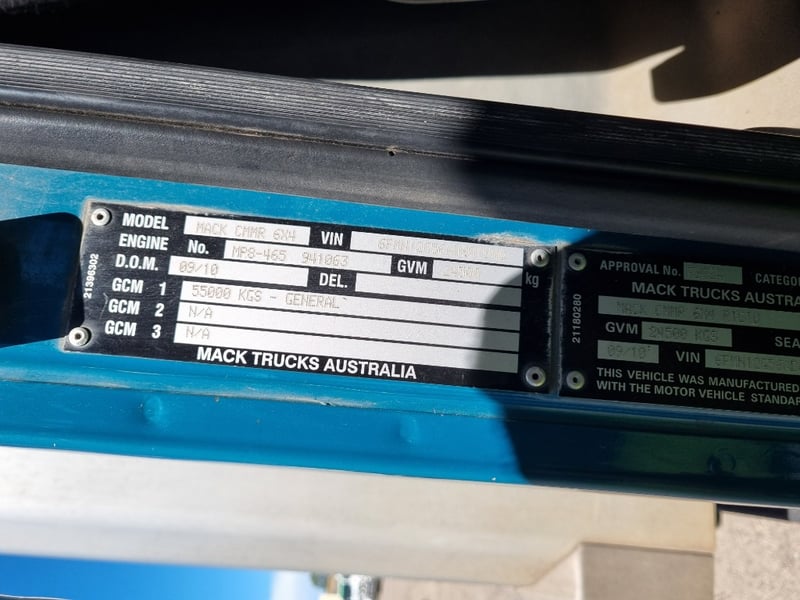 MODEL MACK CMMR 6X4 VIN
ENGINE No. MP8-465 941063 GVM kg
D.O.M. 09/10 DEL.
GCM 1 55000 KGS - GENERAL
GCM 2 N/A
GCM 3 N/A
MACK TRUCKS AUSTRALIA
21396302
APPROVAL No. CATEGO
MACK TRUCKS AUSTRA
MACK CMMR 6X4 RIGID
GVM 24500 KGS SEA
09/10 VIN
THIS VEHICLE WAS MANUFACTURED
WITH THE MOTOR VEHICLE STANDAR
21180280